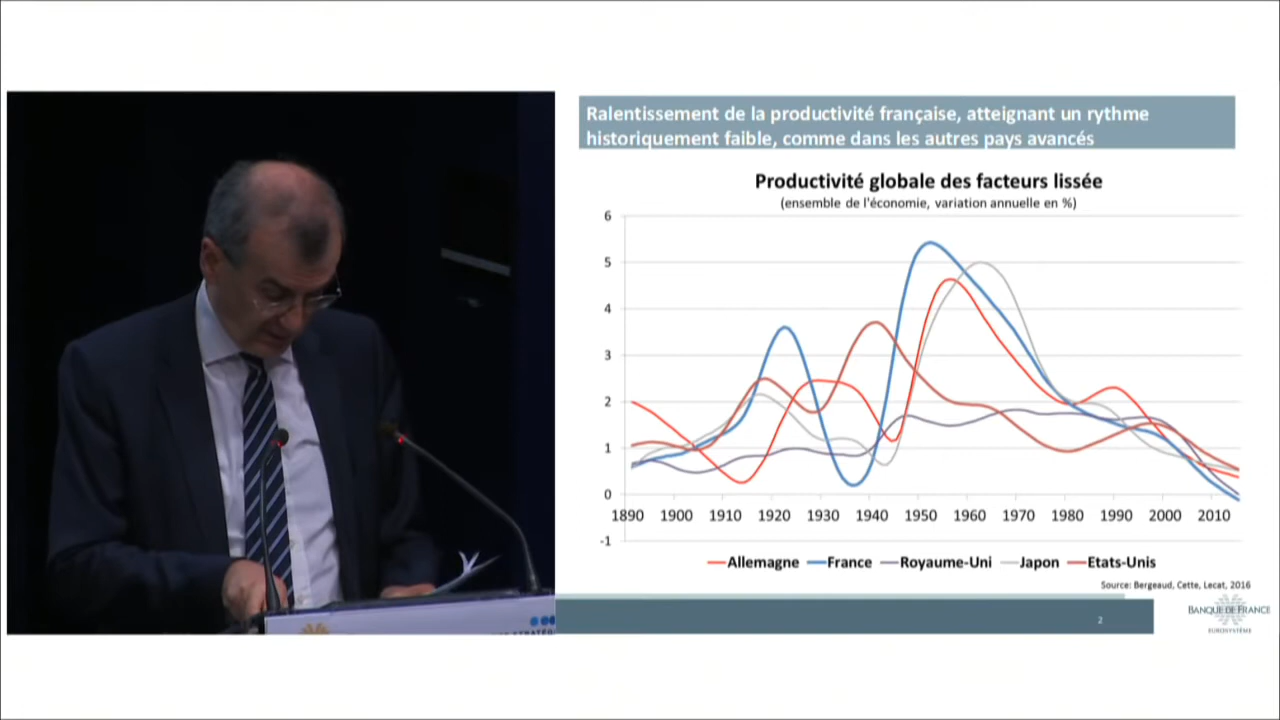 Ralentissement de la productivité française, atteignant un rythme
historiquement faible, comme dans les autres pays avancés
Productivité globale des facteurs lissée
(ensemble de l'économie, variation annuelle en %)
6
5
4
3
2
1
0
-1
1890 1900 1910 1920 1930 1940 1950 1960 1970 1980 1990 2000 2010
Allemagne France Royaume-Uni Japon Etats-Unis
Source: Bergeaud, Cette, Lecat, 2016
2
BANQUE DE FRANCE
EUROSYSTÈME